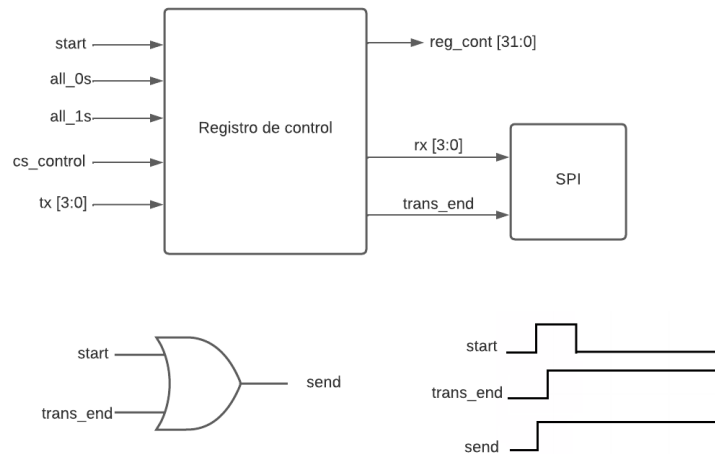 start
all_0s
all_1s
cs_control
tx [3:0]
Registro de control
reg_cont [31:0]
rx [3:0]
trans_end
SPI
start
trans_end
send
start
trans_end
send